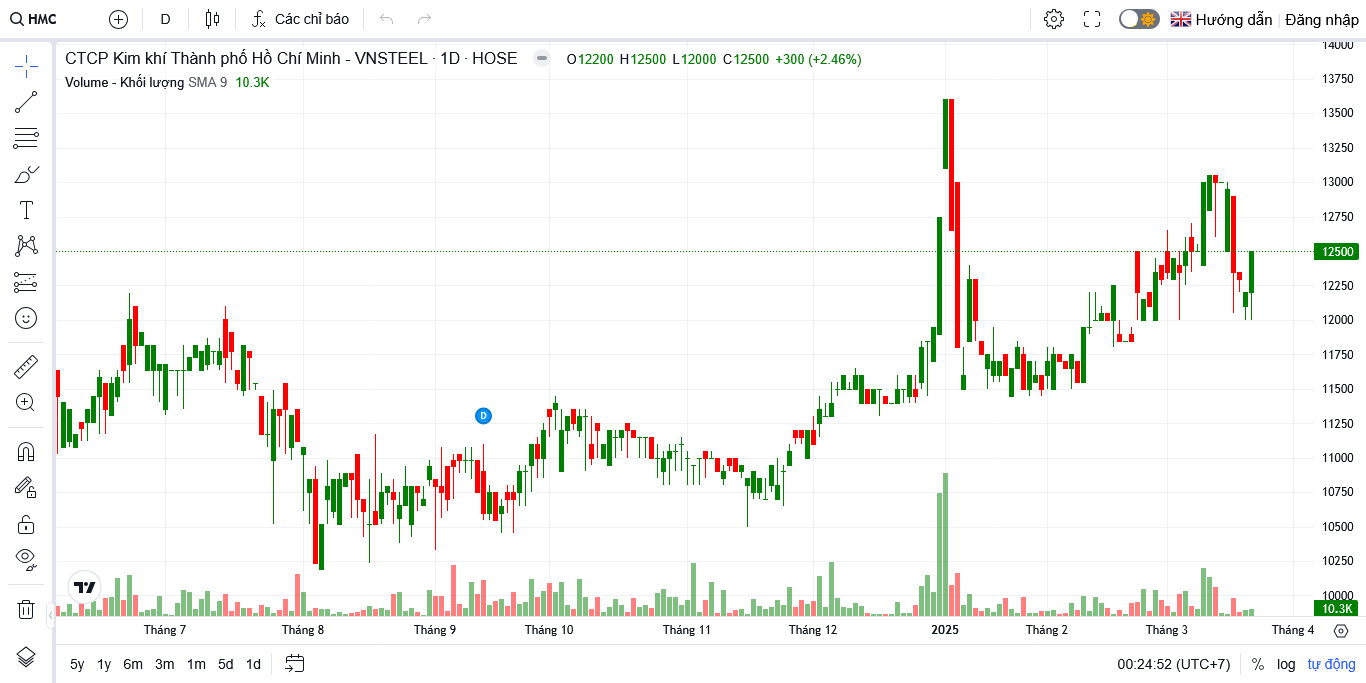 HMC D Các chỉ báo Hướng dẫn Đăng nhập
CTCP Kim khí Thành phố Hồ Chí Minh - VNSTEEL · 1D · HOSE O12200 H12500 L12000 C12500 +300 (+2.46%)
Volume - Khối lượng SMA 9 10.3K
14000
13750
13500
13250
13000
12750
12500
12250
12000
11750
11500
11250
11000
10750
10500
10250
10000
10.3K
D
Tháng 7 Tháng 8 Tháng 9 Tháng 10 Tháng 11 Tháng 12 2025 Tháng 2 Tháng 3 Tháng 4
5y 1y 6m 3m 1m 5d 1d 00:24:52 (UTC+7) % log tự động